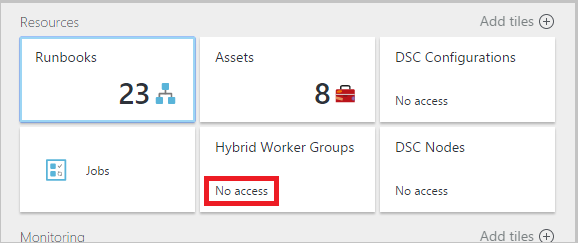 Resources
Add tiles
Runbooks
23
Assets
8
DSC Configurations
No access
Jobs
Hybrid Worker Groups
No access
DSC Nodes
No access
Monitoring
Add tiles